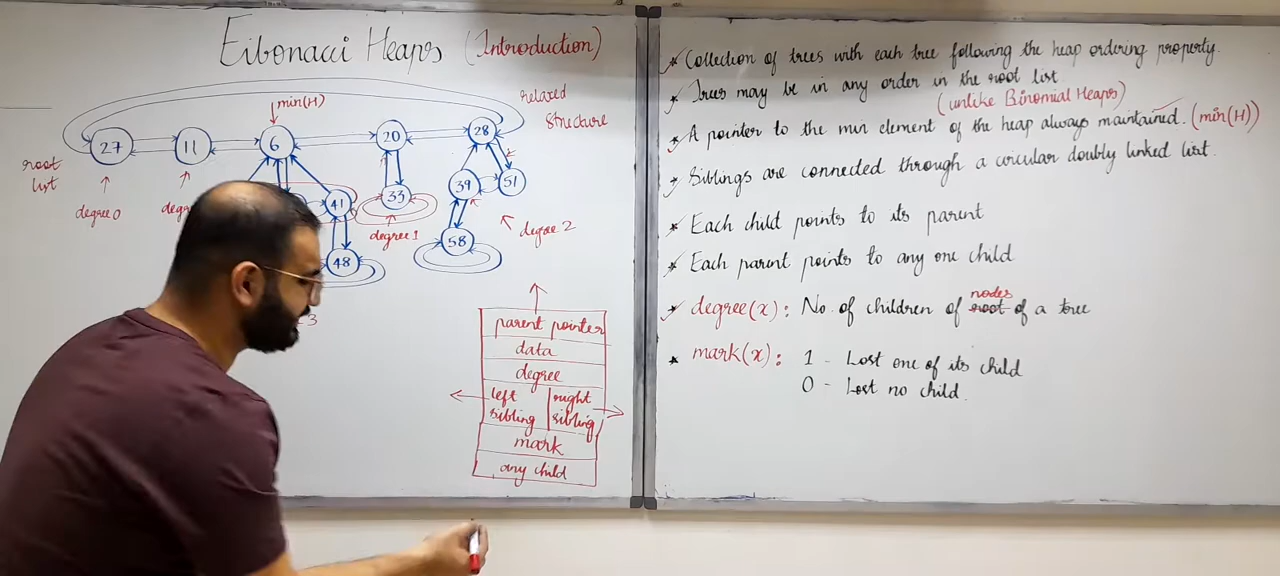 Fibonacci Heaps (Introduction)
min(H)
relaxed
structure
27 11 6 20 28
root
list
41 33 39 51
degree 0
degree 1
degree 2
48 58
3
parent pointer
data
degree
left right
sibling sibling
mark
any child
* Collection of trees with each tree following the heap ordering property.
* Trees may be in any order in the root list
(unlike Binomial Heaps)
* A pointer to the min element of the heap always maintained. (min(H))
* Siblings are connected through a circular doubly linked list.
* Each child points to its parent
* Each parent points to any one child
nodes
* degree(x): No of children of root of a tree
* mark(x): 1 - Lost one of its child
0 - Lost no child.